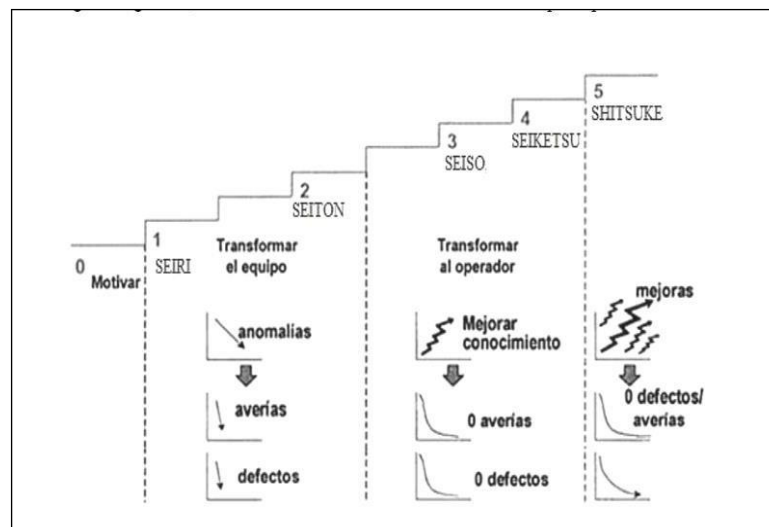 5
SHITSUKE
4
SEIKETSU
3
SEISO
2
SEITON
1
SEIRI
0
Motivar
Transformar
el equipo
Transformar
al operador
anomalías
Mejorar
conocimiento
mejoras
averías
0 averías
0 defectos/
averías
defectos
0 defectos